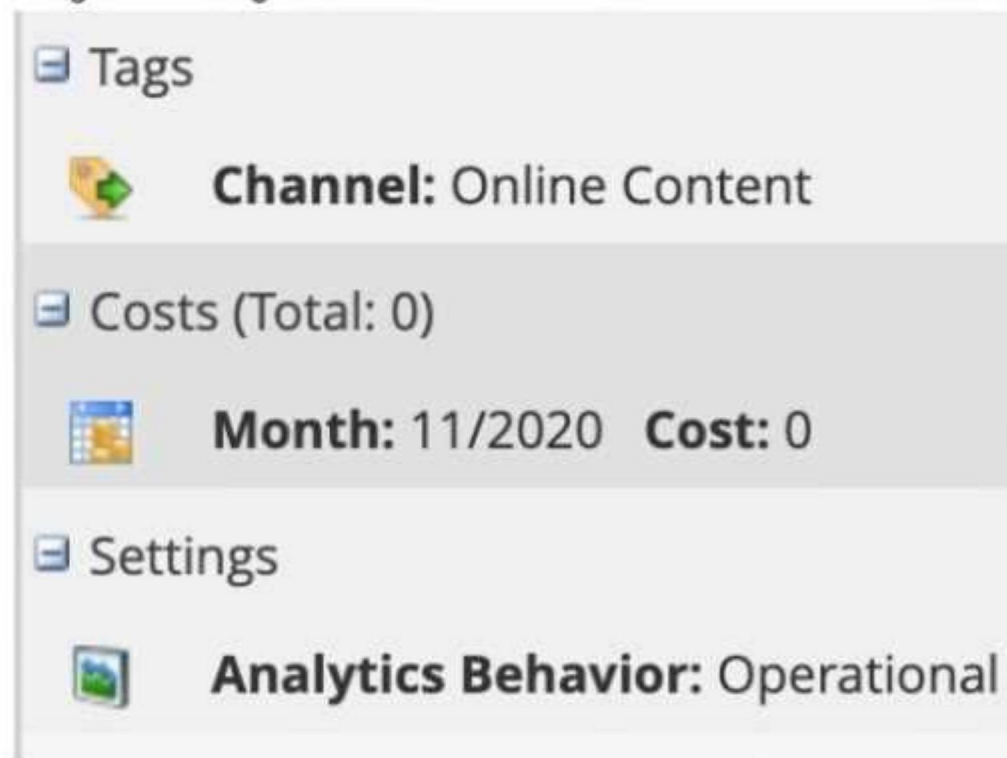 Tags
Channel: Online Content
Costs (Total: 0)
Month: 11/2020 Cost: 0
Settings
Analytics Behavior: Operational